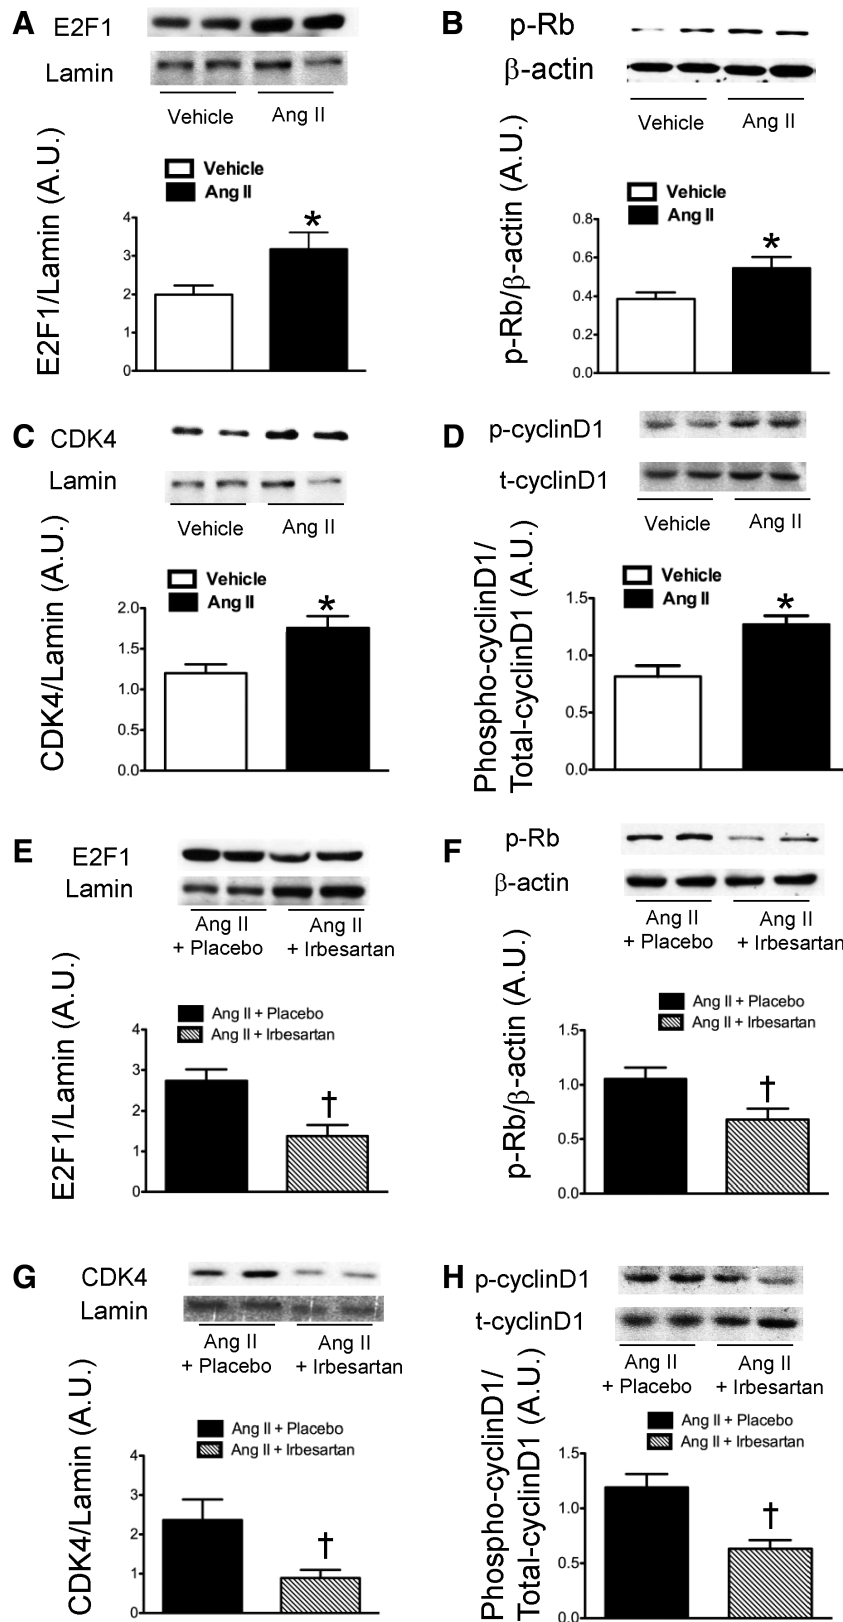 A
E2F1
Lamin
Vehicle Ang II
Vehicle
Ang II
E2F1/Lamin (A.U.)
4
3
2
1
0
*
B
p-Rb
β-actin
Vehicle Ang II
Vehicle
Ang II
p-Rb/β-actin (A.U.)
0.8
0.6
0.4
0.2
0.0
*
C
CDK4
Lamin
Vehicle Ang II
Vehicle
Ang II
CDK4/Lamin (A.U.)
2.0
1.5
1.0
0.5
0.0
*
D
p-cyclinD1
t-cyclinD1
Vehicle Ang II
Vehicle
Ang II
Phospho-cyclinD1/
Total-cyclinD1 (A.U.)
1.5
1.0
0.5
0.0
*
E
E2F1
Lamin
Ang II Ang II
+ Placebo + Irbesartan
Ang II + Placebo
Ang II + Irbesartan
E2F1/Lamin (A.U.)
4
3
2
1
0
†
F
p-Rb
β-actin
Ang II Ang II
+ Placebo + Irbesartan
Ang II + Placebo
Ang II + Irbesartan
p-Rb/β-actin (A.U.)
1.5
1.0
0.5
0.0
†
G
CDK4
Lamin
Ang II Ang II
+ Placebo + Irbesartan
Ang II + Placebo
Ang II + Irbesartan
CDK4/Lamin (A.U.)
4
3
2
1
0
†
H
p-cyclinD1
t-cyclinD1
Ang II Ang II
+ Placebo + Irbesartan
Ang II + Placebo
Ang II + Irbesartan
Phospho-cyclinD1/
Total-cyclinD1 (A.U.)
1.5
1.0
0.5
0.0
†